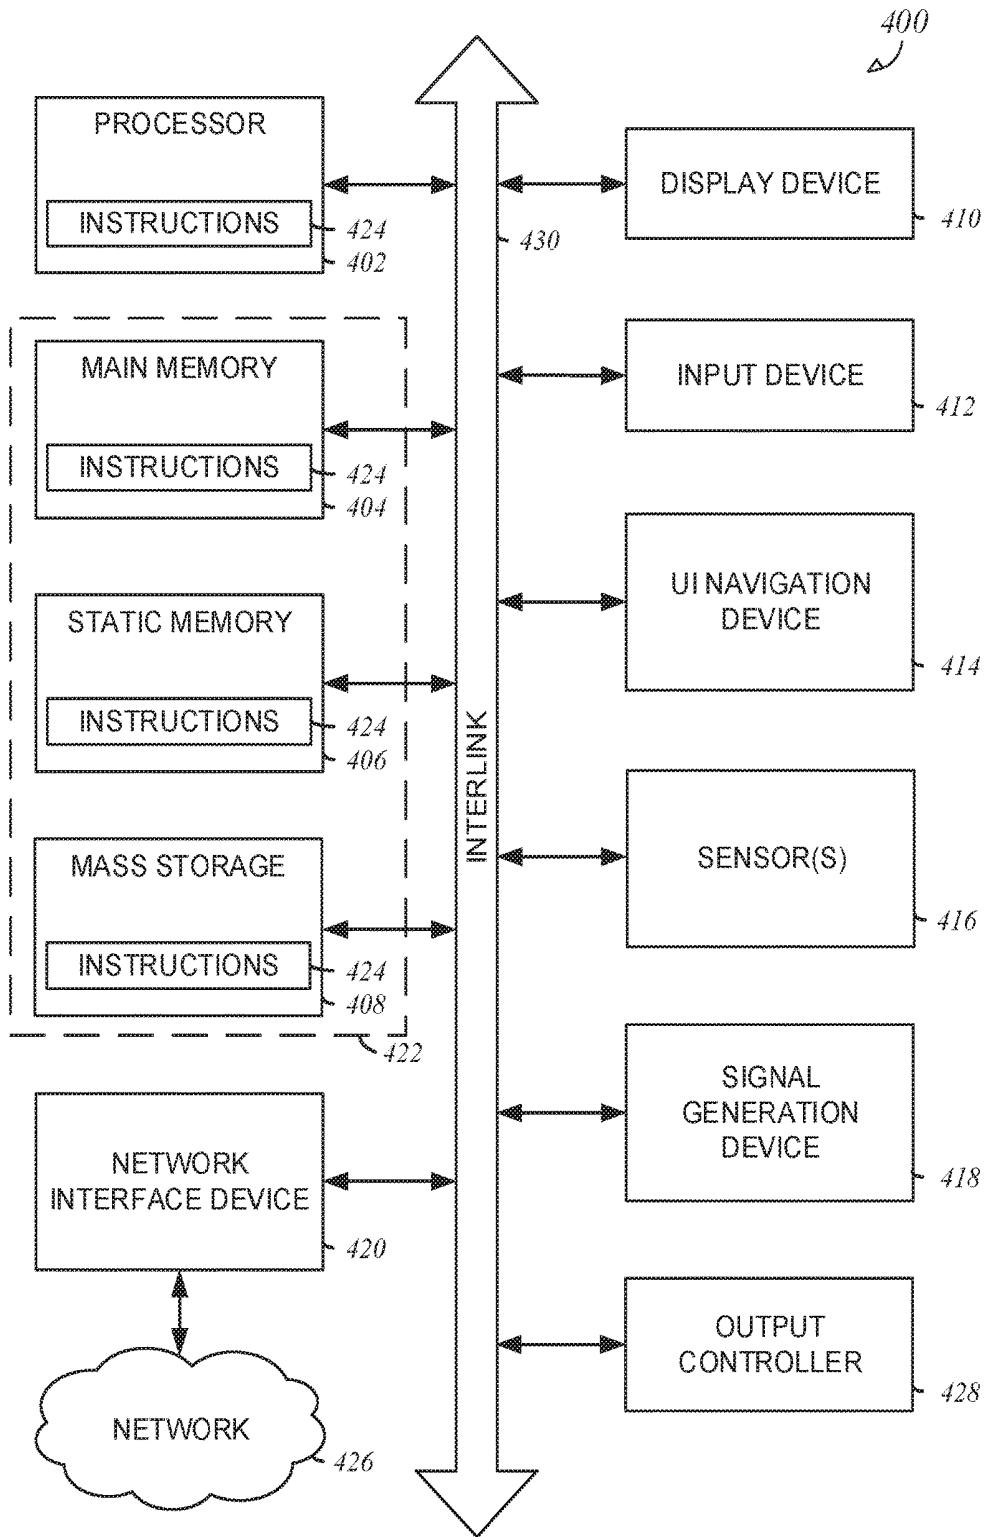 400
PROCESSOR
INSTRUCTIONS
424
402
MAIN MEMORY
INSTRUCTIONS
424
404
STATIC MEMORY
INSTRUCTIONS
424
406
MASS STORAGE
INSTRUCTIONS
424
408
422
NETWORK
INTERFACE DEVICE
420
NETWORK
426
INTERLINK
430
DISPLAY DEVICE
410
INPUT DEVICE
412
UI NAVIGATION
DEVICE
414
SENSOR(S)
416
SIGNAL
GENERATION
DEVICE
418
OUTPUT
CONTROLLER
428